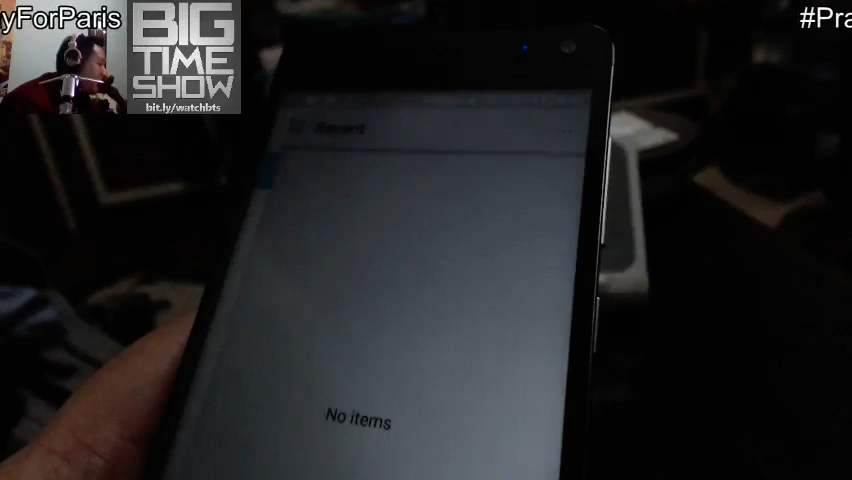 yForParis
#Pra
BIG
TIME
SHOW
bit.ly/watchbts
Recent
No items